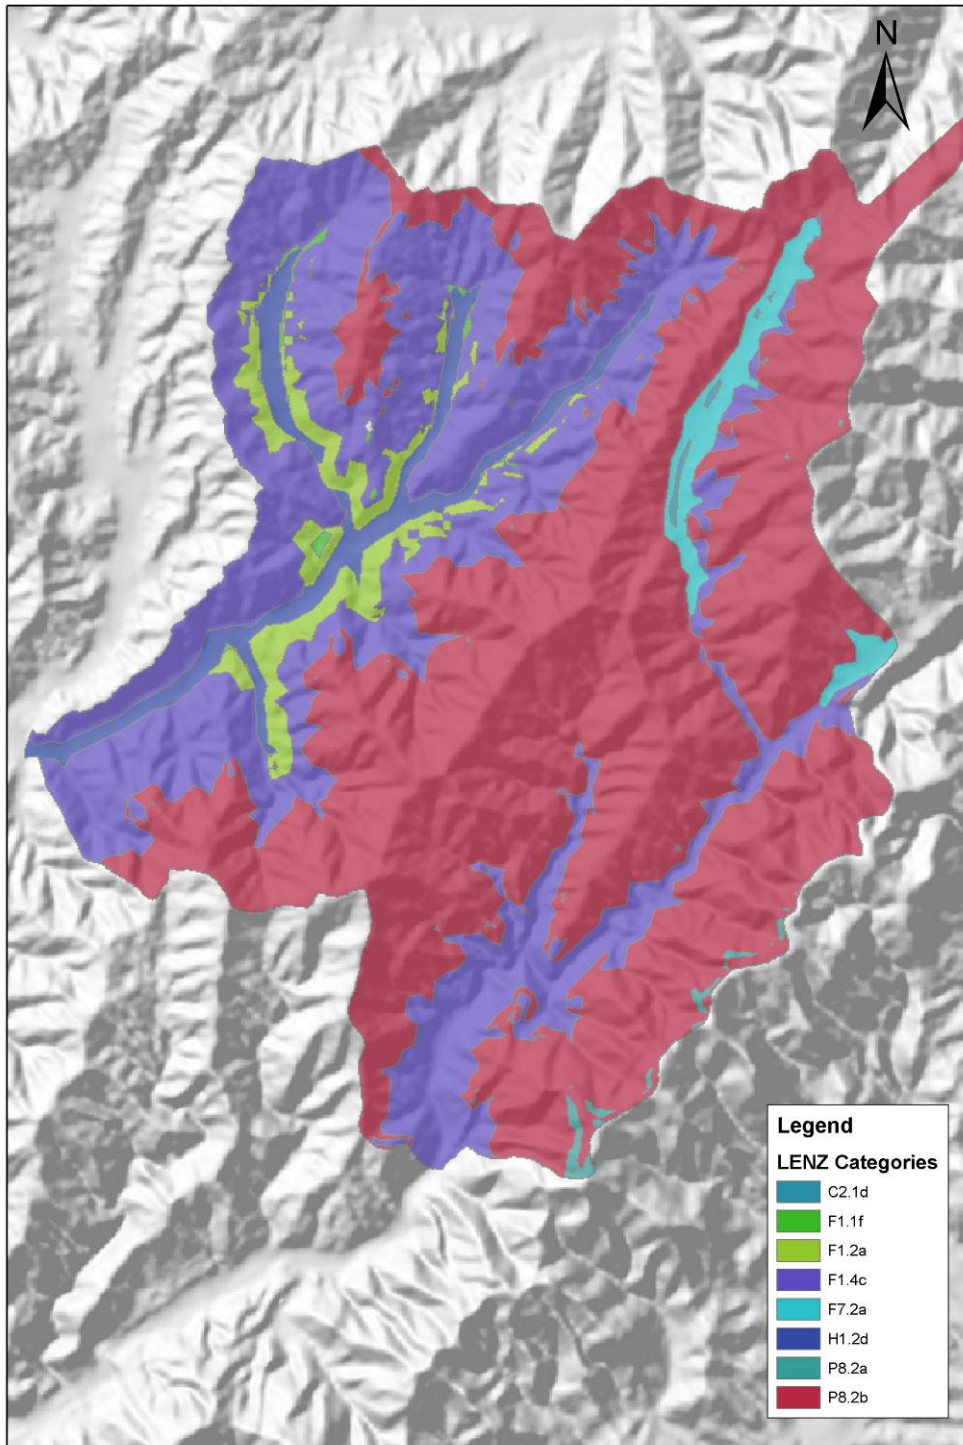 N
Legend
LENZ Categories
C2.1d
F1.1f
F1.2a
F1.4c
F7.2a
H1.2d
P8.2a
P8.2b